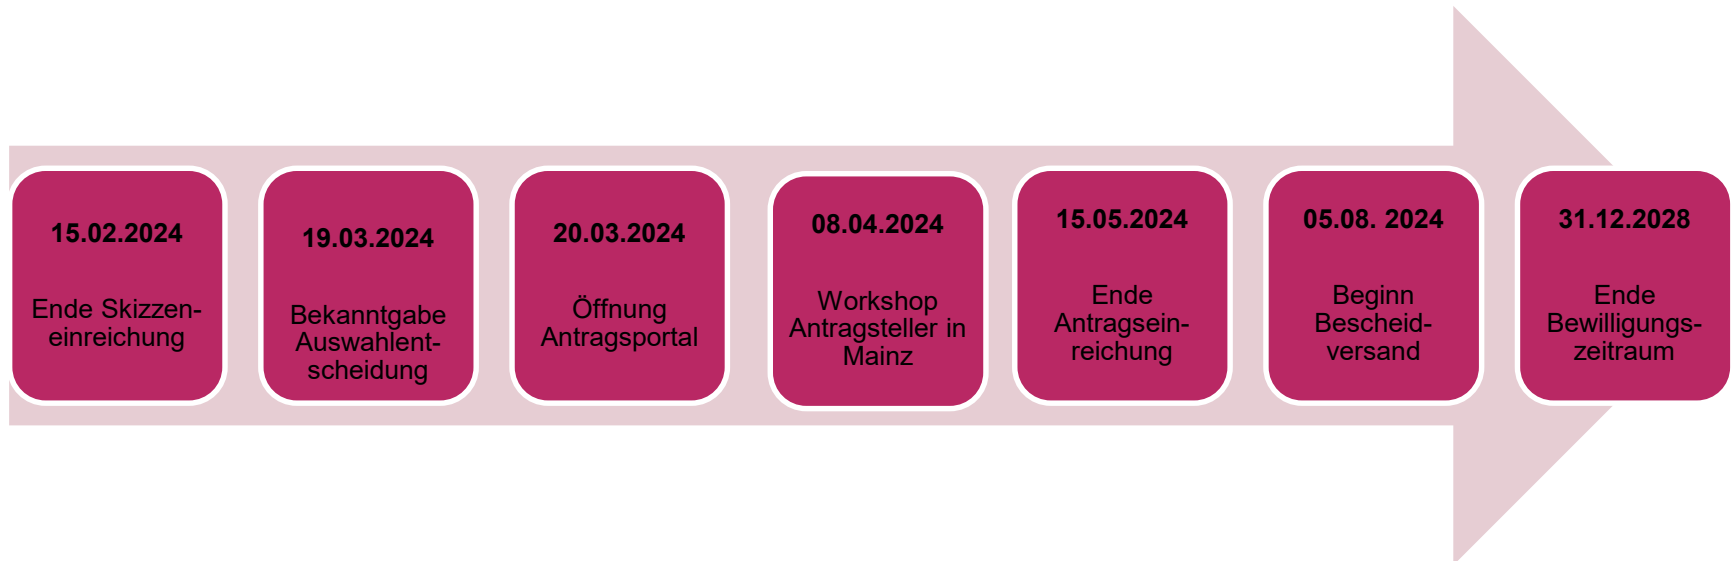 15.02.2024
Ende Skizzen-
einreichung
19.03.2024
Bekanntgabe
Auswahlent-
scheidung
20.03.2024
Öffnung
Antragsportal
08.04.2024
Workshop
Antragsteller in
Mainz
15.05.2024
Ende
Antragsein-
reichung
05.08. 2024
Beginn
Bescheid-
versand
31.12.2028
Ende
Bewilligungs-
zeitraum